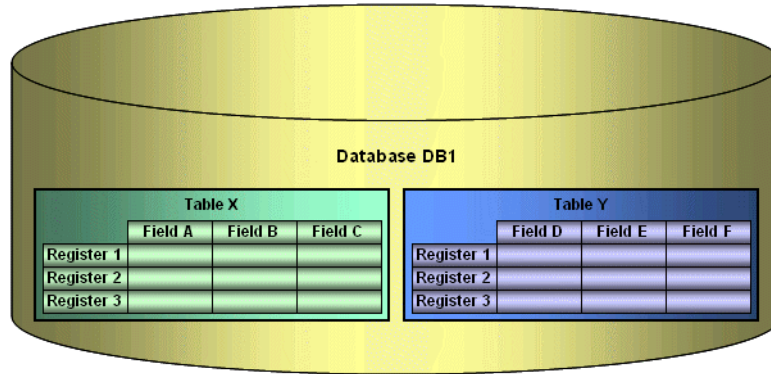 Database DB1
Table X
Field A Field B Field C
Register 1
Register 2
Register 3
Table Y
Field D Field E Field F
Register 1
Register 2
Register 3